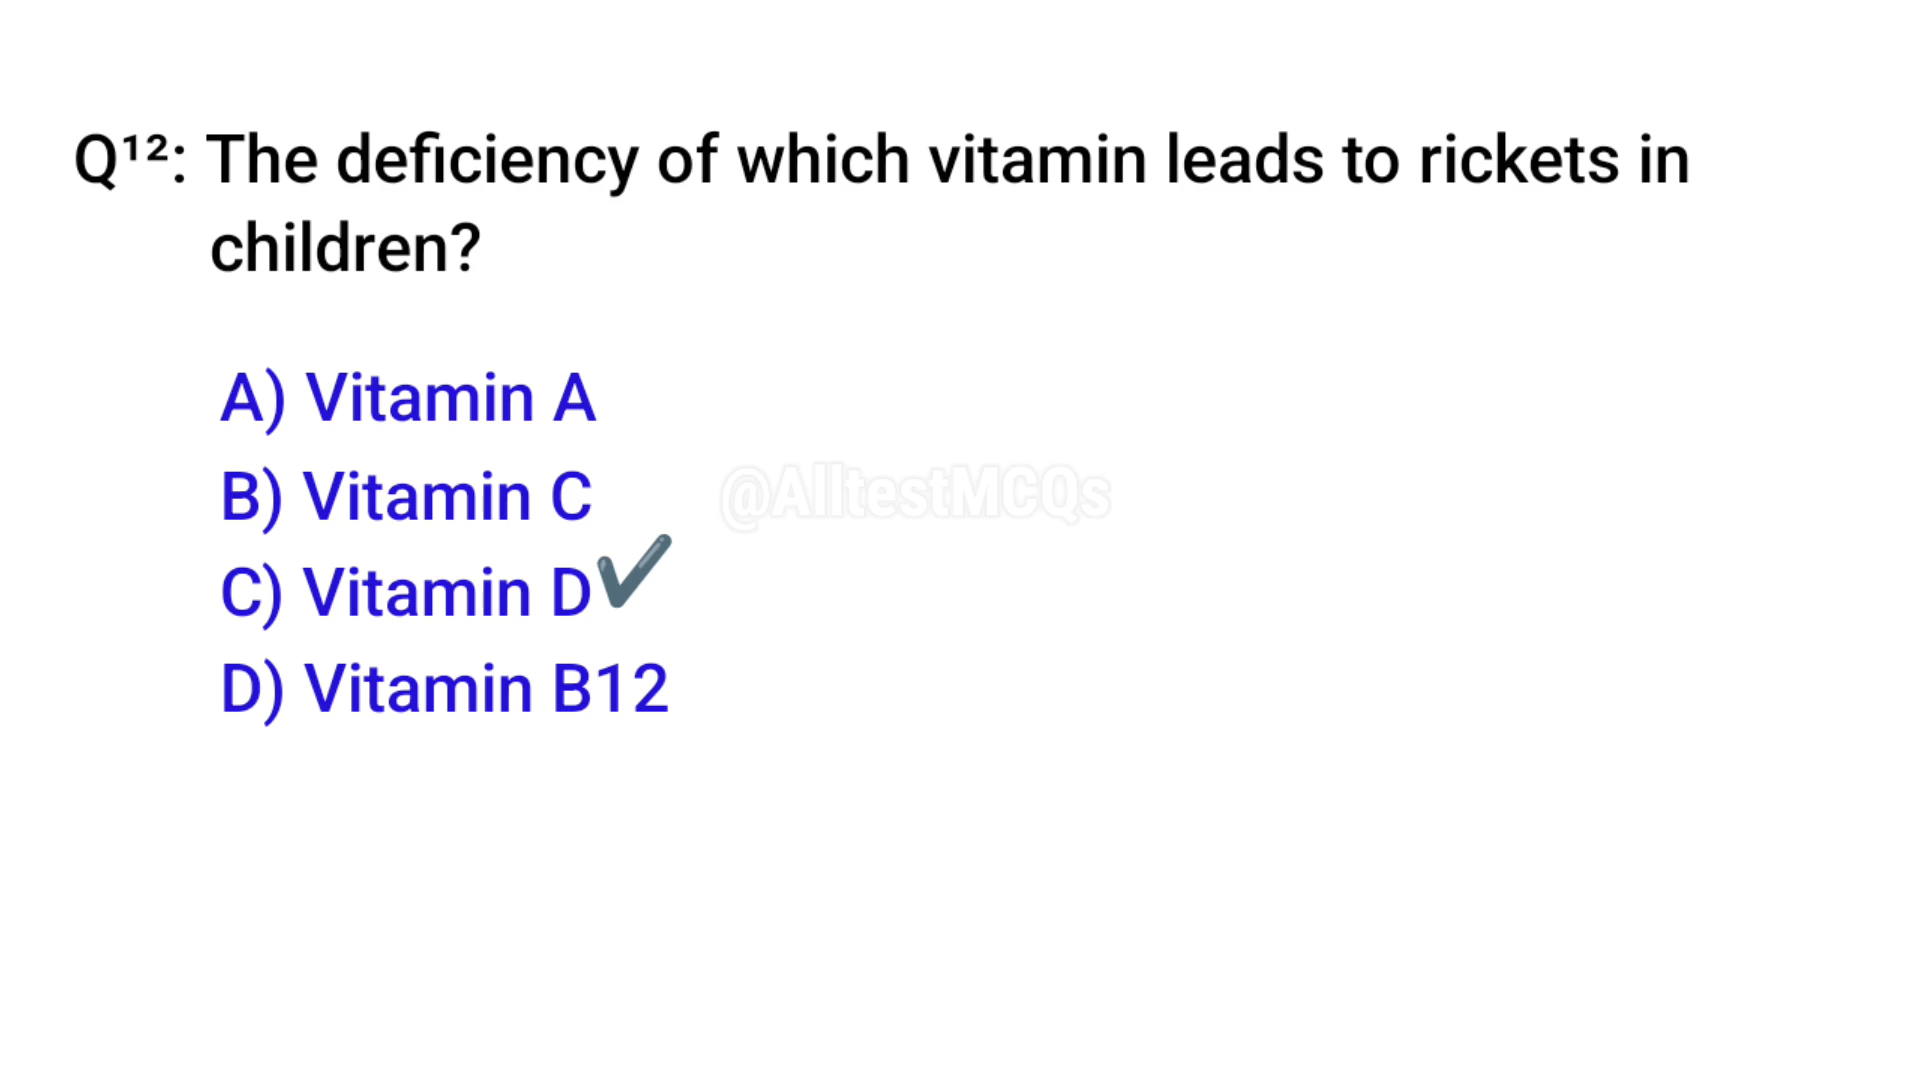 Q¹²: The deficiency of which vitamin leads to rickets in
children?
A) Vitamin A
B) Vitamin C
@AlltestMCQs
C) Vitamin D✔
D) Vitamin B12